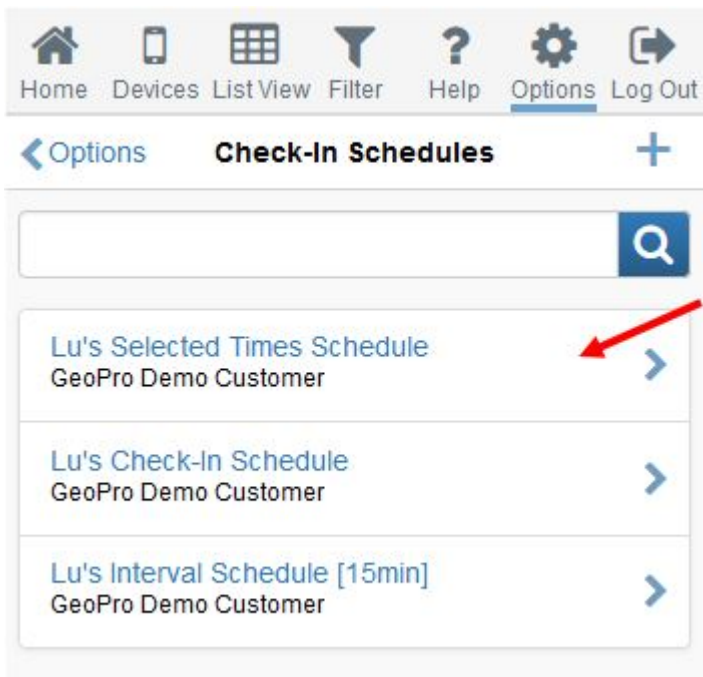 Home Devices List View Filter Help Options Log Out
Options Check-In Schedules
Lu's Selected Times Schedule
GeoPro Demo Customer
Lu's Check-In Schedule
GeoPro Demo Customer
Lu's Interval Schedule [15min]
GeoPro Demo Customer